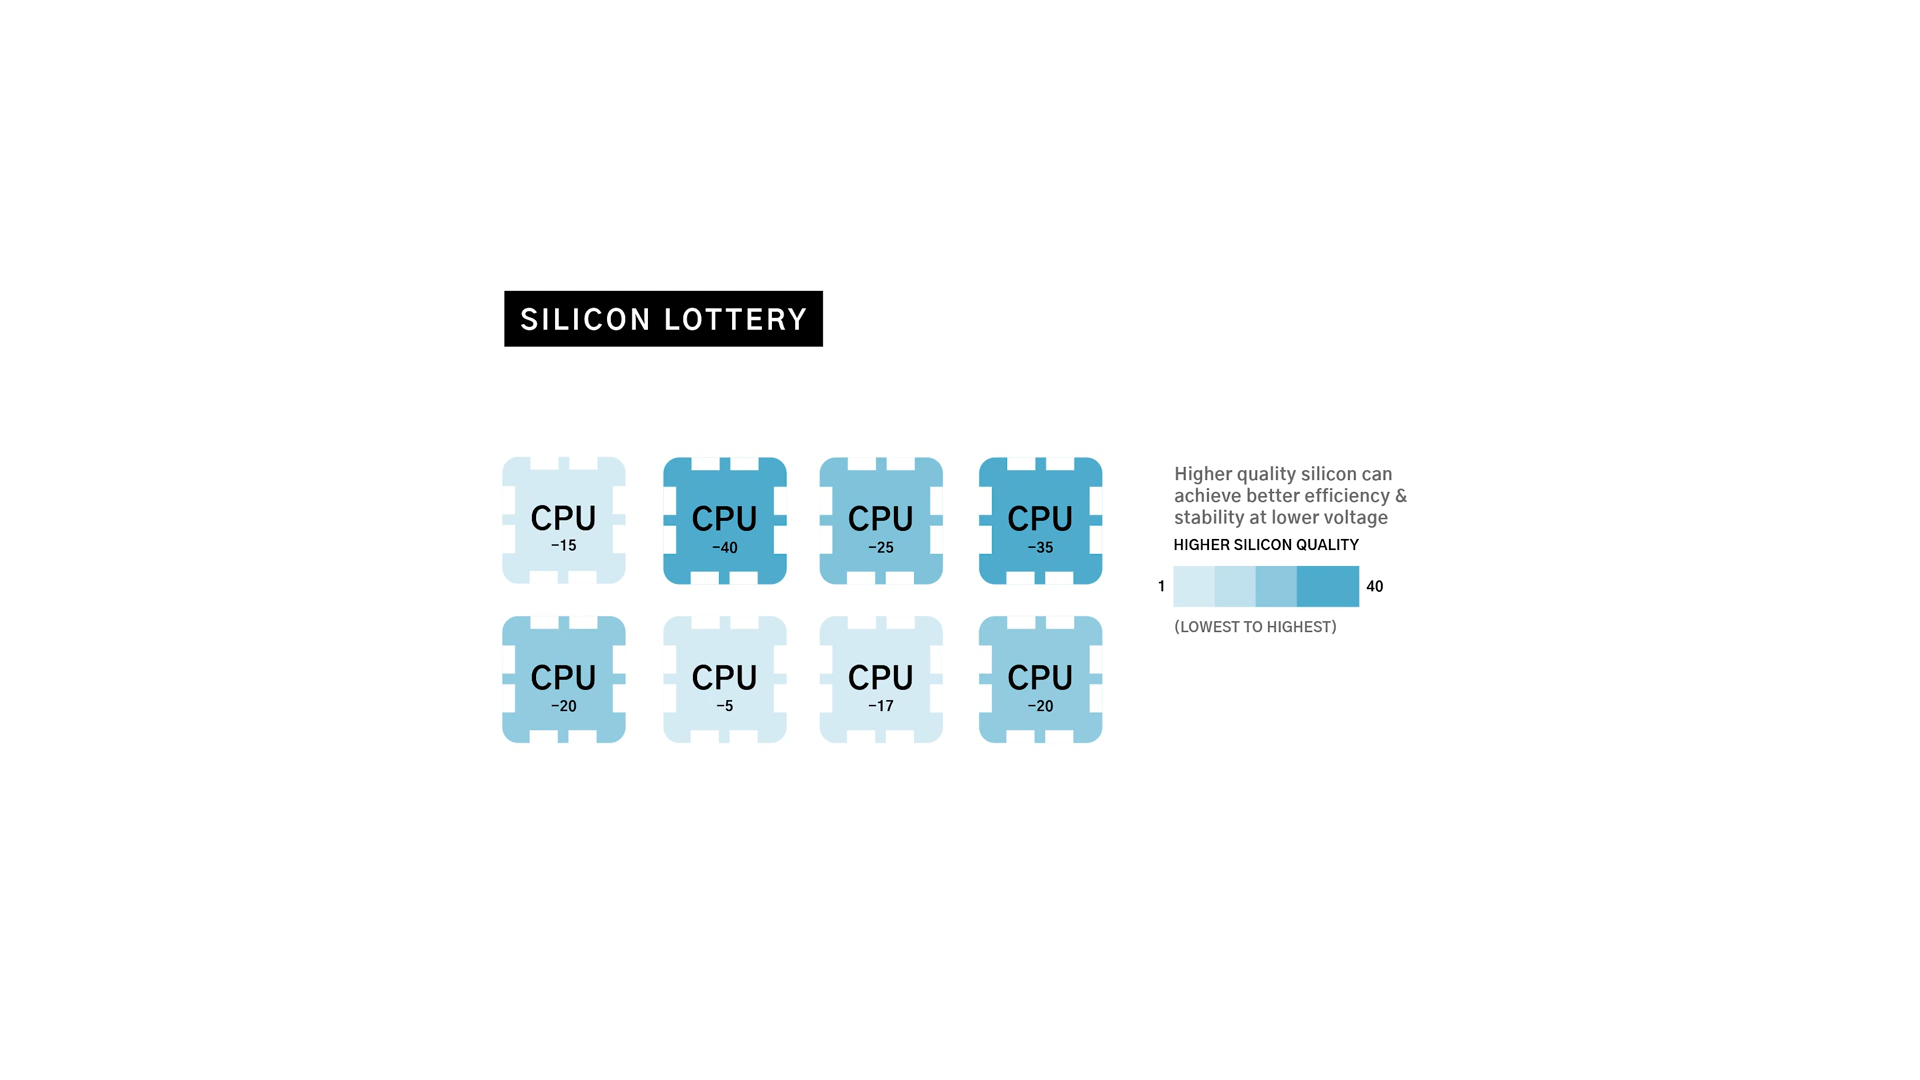 SILICON LOTTERY
CPU
–15
CPU
–40
CPU
–25
CPU
–35
CPU
–20
CPU
–5
CPU
–17
CPU
–20
Higher quality silicon can
achieve better efficiency &
stability at lower voltage
HIGHER SILICON QUALITY
1
40
(LOWEST TO HIGHEST)